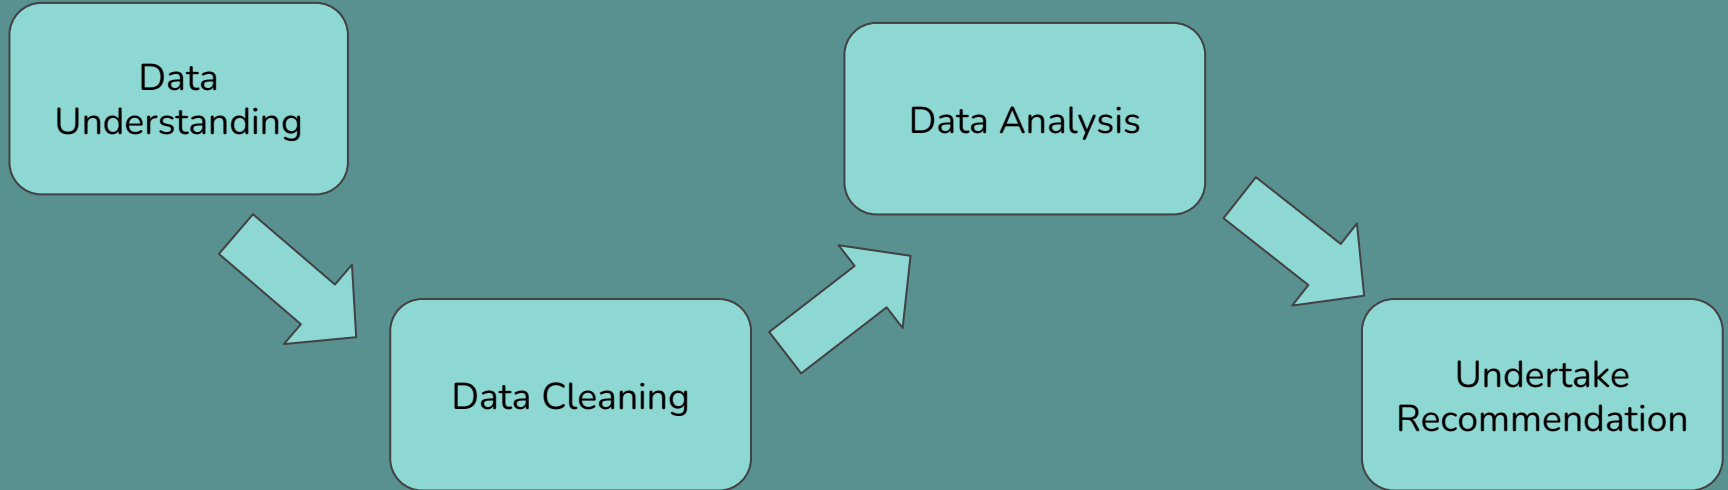 Data
Understanding
Data Cleaning
Data Analysis
Undertake
Recommendation